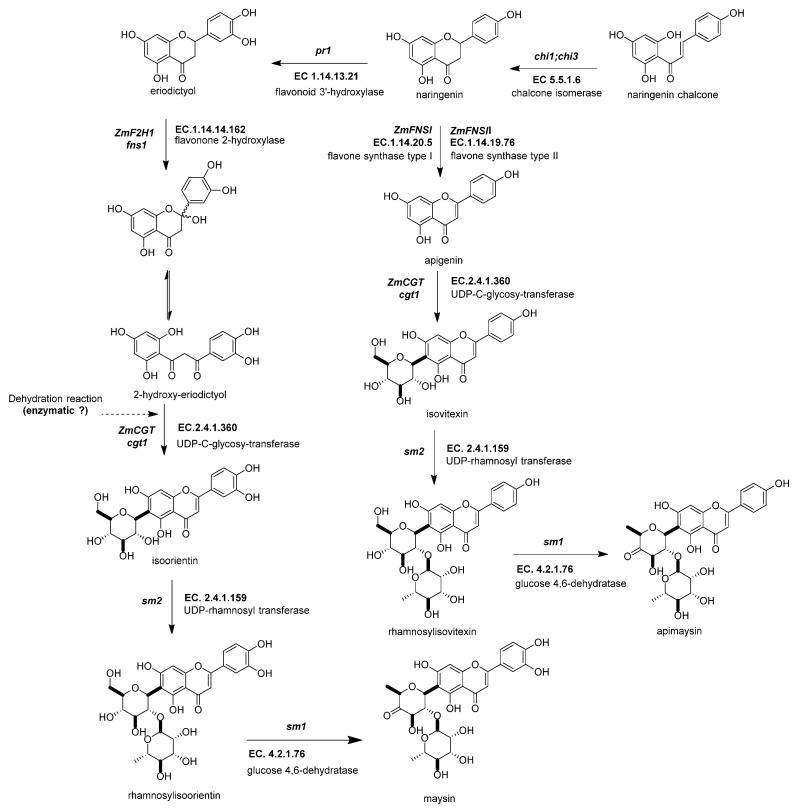 pr1
EC 1.14.13.21
flavonoid 3'-hydroxylase
chi1;chi3
EC 5.5.1.6
chalcone isomerase
eriodictyol
naringenin
naringenin chalcone
ZmF2H1
fns1
EC.1.14.14.162
flavonone 2-hydroxylase
ZmFNSI
EC.1.14.20.5
flavone synthase type I
ZmFNSII
EC.1.14.19.76
flavone synthase type II
apigenin
ZmCGT
cgt1
EC.2.4.1.360
UDP-C-glycosy-transferase
2-hydroxy-eriodictyol
Dehydration reaction
(enzymatic ?)
ZmCGT
cgt1
EC.2.4.1.360
UDP-C-glycosy-transferase
isovitexin
sm2
EC. 2.4.1.159
UDP-rhamnosyl transferase
isoorientin
sm2
EC. 2.4.1.159
UDP-rhamnosyl transferase
rhamnosylisovitexin
sm1
EC. 4.2.1.76
glucose 4,6-dehydratase
apimaysin
rhamnosylisoorientin
sm1
EC. 4.2.1.76
glucose 4,6-dehydratase
maysin